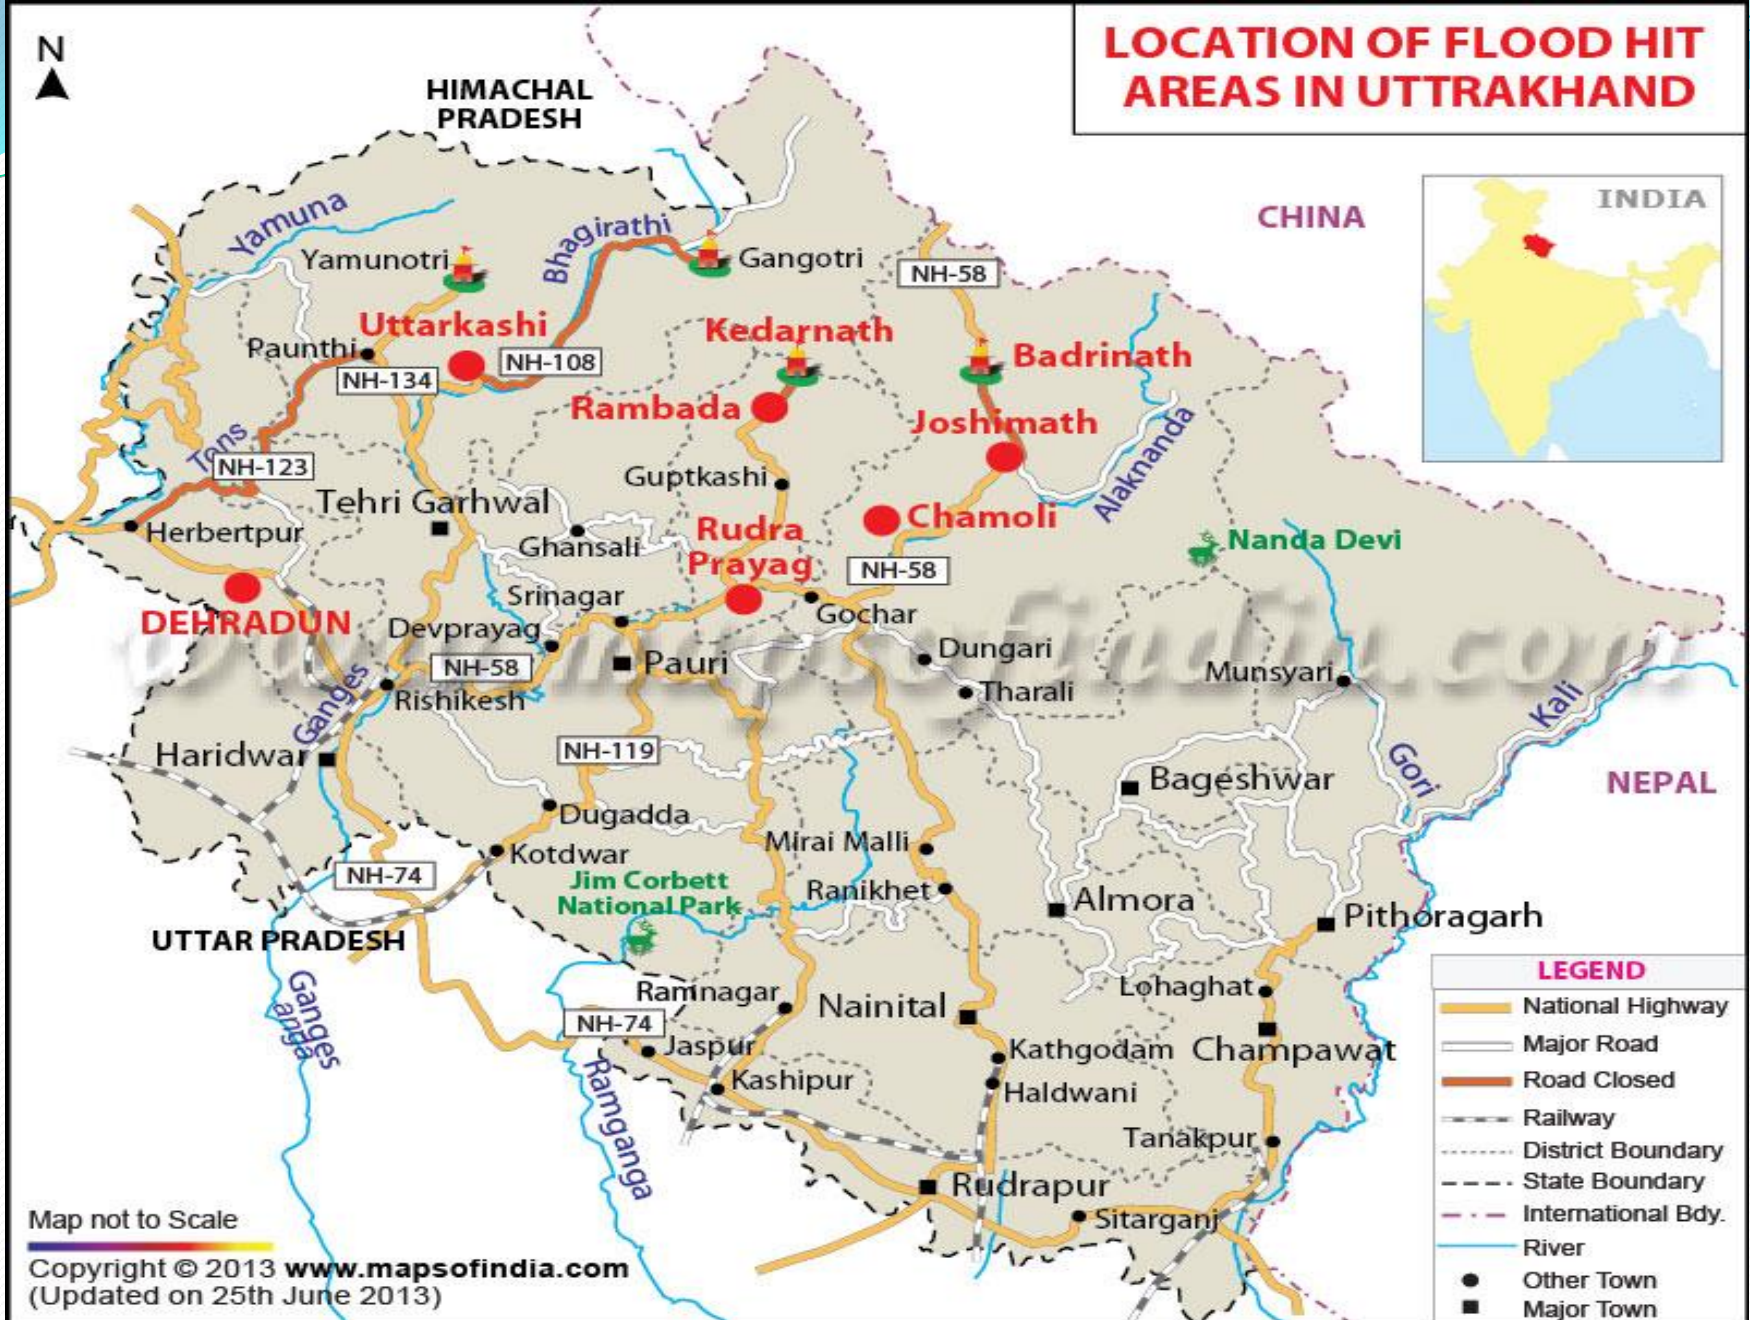 LOCATION OF FLOOD HIT
AREAS IN UTTRAKHAND
N
HIMACHAL
PRADESH
INDIA
CHINA
Yamuna
Bhagirathi
Yamunotri
Gangotri
NH-58
Uttarkashi
Kedarnath
Paunthi
NH-108
Badrinath
NH-134
Rambada
Joshimath
Tons
NH-123
Guptkashi
Alaknanda
Tehri Garhwal
Chamoli
Herbertpur
Rudra
Prayag
Ghansali
Nanda Devi
NH-58
Srinagar
Gochar
DEHRADUN
Devprayag
www.mapsofindia.com
Dungari
NH-58
Pauri
Munsyari
Rishikesh
Tharali
Ganges
Kali
Haridwar
NH-119
Bageshwar
Gori
NEPAL
Dugadda
Mirai Malli
Kotdwar
NH-74
Jim Corbett
National Park
Ranikhet
Almora
Pithoragarh
UTTAR PRADESH
Ganges
anga
Ramnagar
Nainital
Lohaghat
NH-74
Jaspur
Kathgodam
Champawat
Kashipur
Haldwani
Ramganga
Tanakpur
Rudrapur
Sitarganj
LEGEND
National Highway
Major Road
Road Closed
Railway
District Boundary
State Boundary
International Bdy.
River
Other Town
Major Town
Map not to Scale
Copyright © 2013 www.mapsofindia.com
(Updated on 25th June 2013)